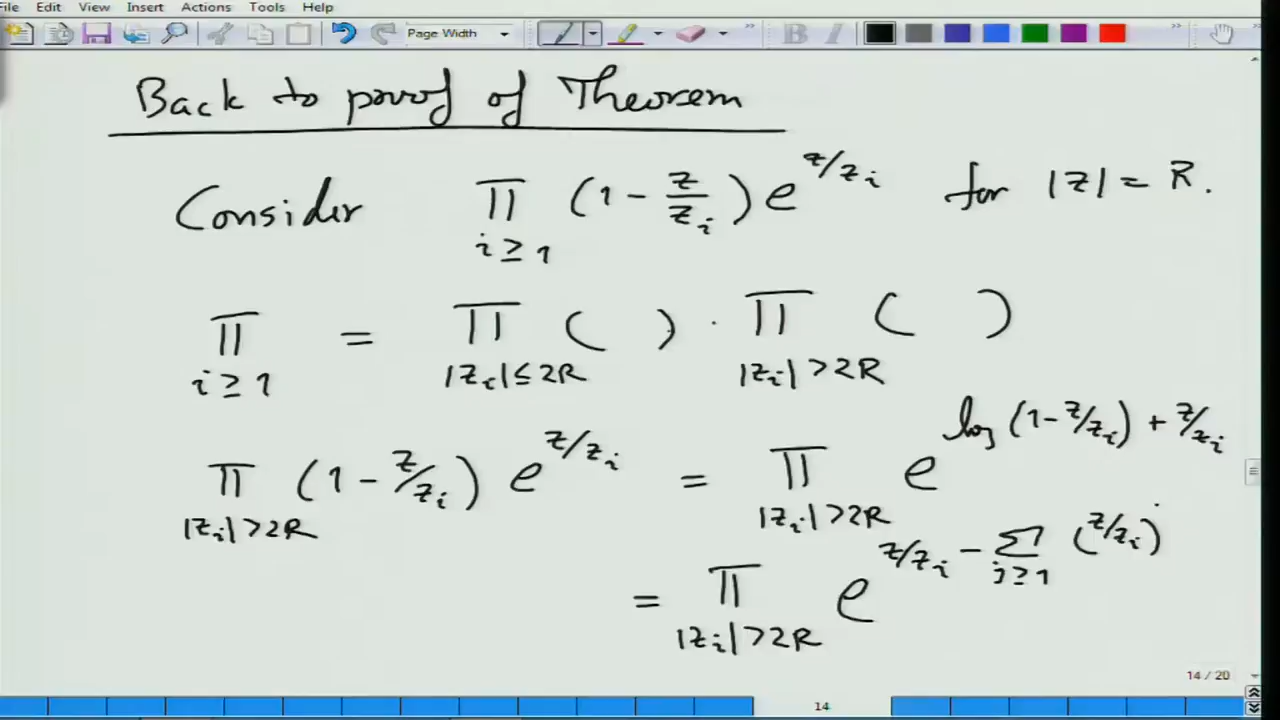 File Edit View Insert Actions Tools Help
Page Width
Back to proof of Theorem
Consider ∏_{i≥1} (1 - z/z_i) e^{z/z_i} for |z| = R.
∏_{i≥1} = ∏_{|z_i|≤2R} ( ) · ∏_{|z_i|>2R} ( )
∏_{|z_i|>2R} (1 - z/z_i) e^{z/z_i} = ∏_{|z_i|>2R} e^{log(1-z/z_i) + z/z_i}
= ∏_{|z_i|>2R} e^{z/z_i - ∑_{j≥1} (z/z_i)}
14 / 20
14